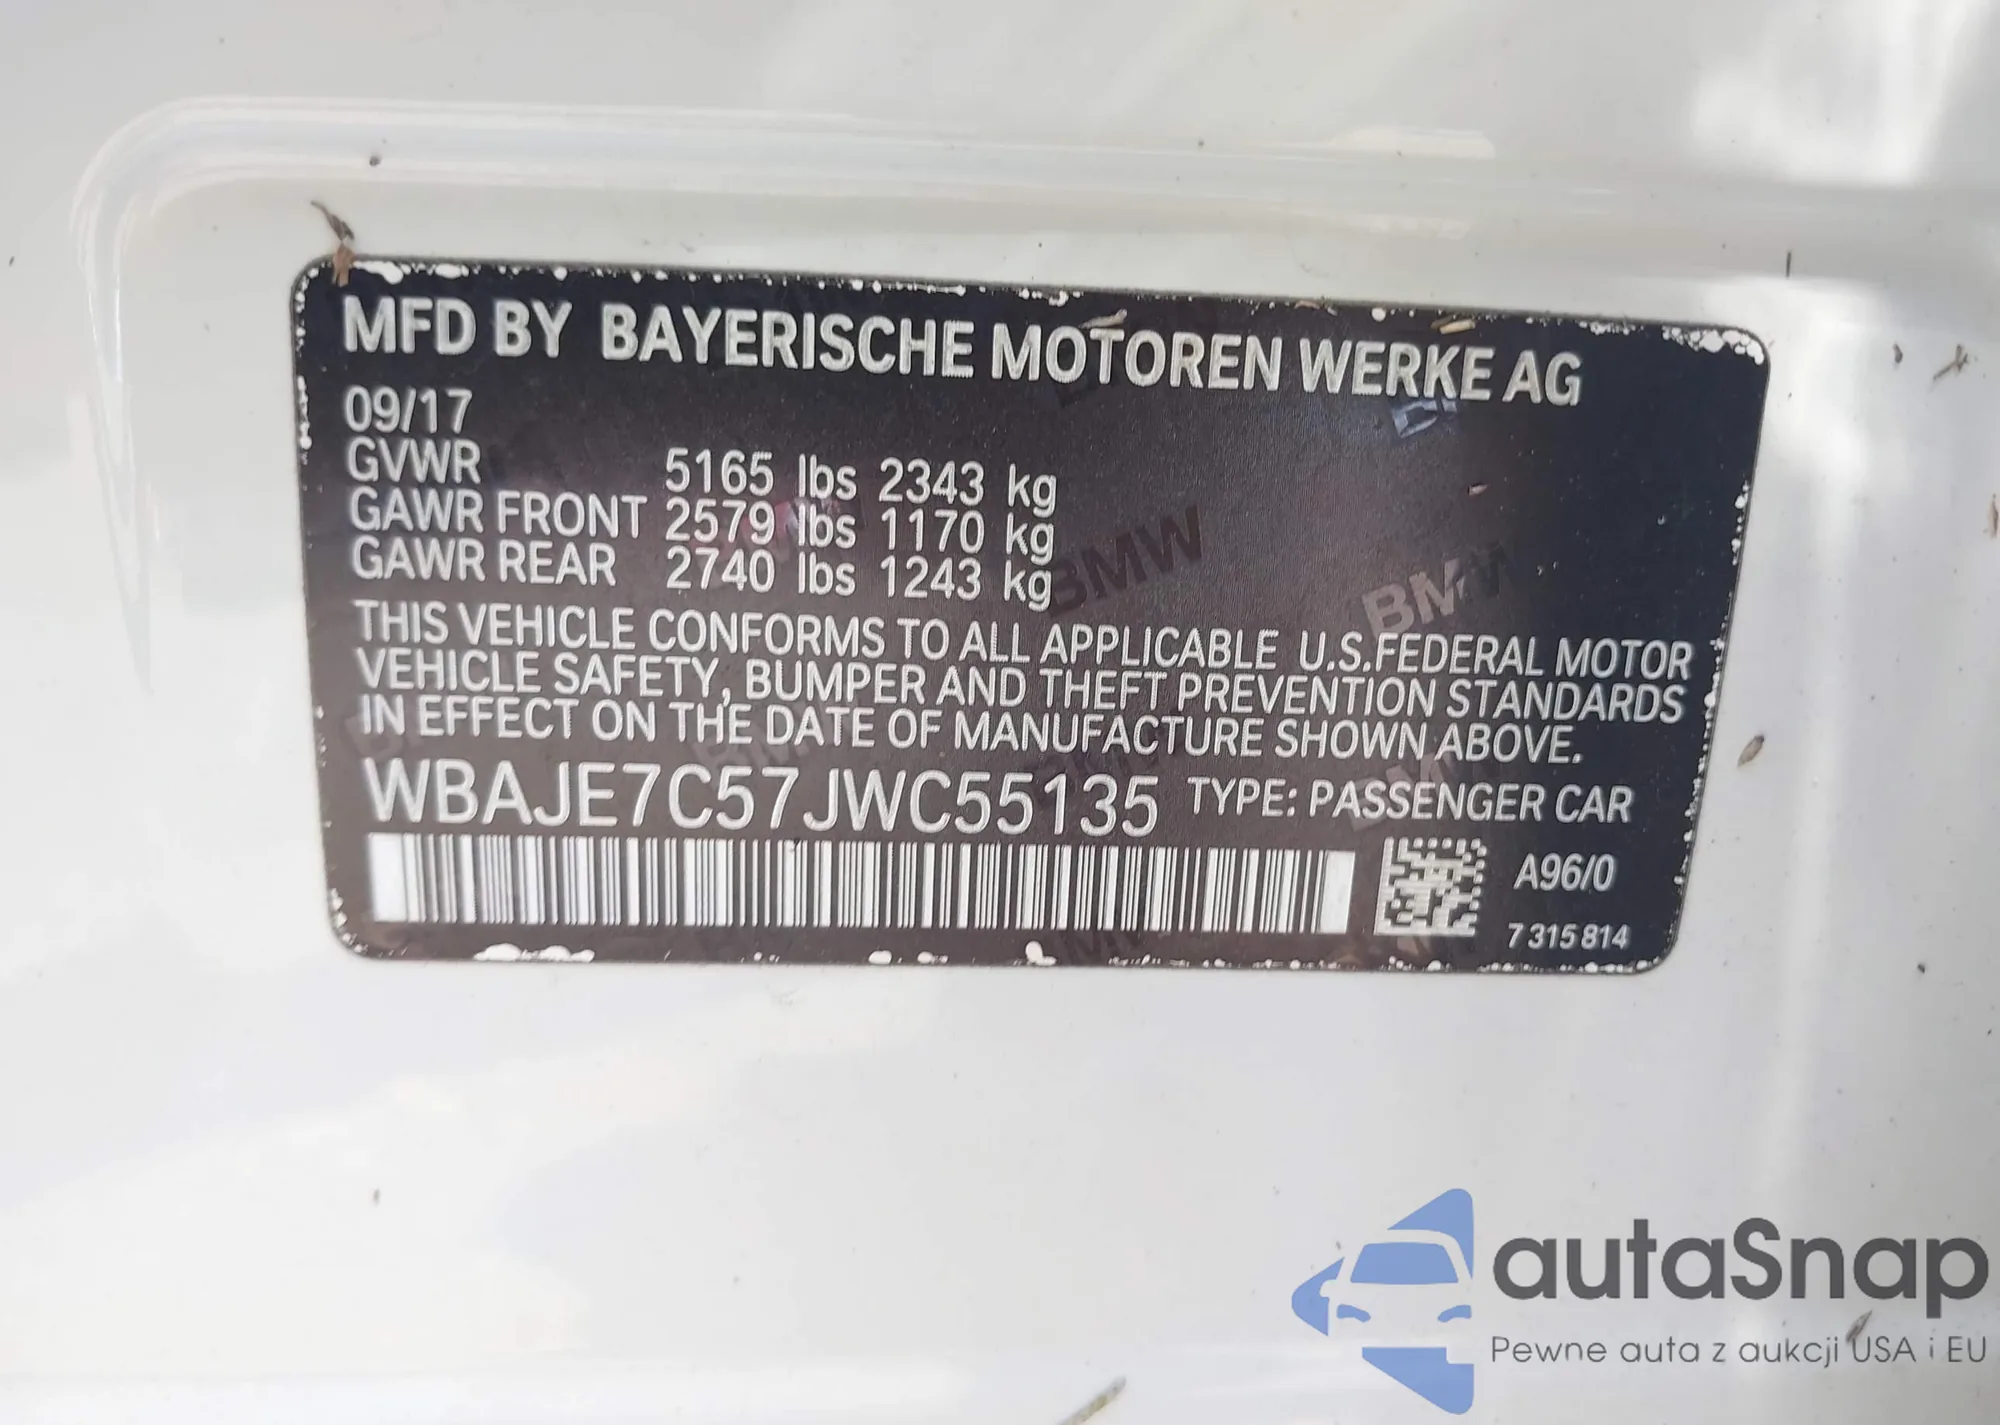 MFD BY BAYERISCHE MOTOREN WERKE AG
09/17
GVWR 5165 lbs 2343 kg
GAWR FRONT 2579 lbs 1170 kg
GAWR REAR 2740 lbs 1243 kg
THIS VEHICLE CONFORMS TO ALL APPLICABLE U.S.FEDERAL MOTOR
VEHICLE SAFETY, BUMPER AND THEFT PREVENTION STANDARDS
IN EFFECT ON THE DATE OF MANUFACTURE SHOWN ABOVE.
WBAJE7C57JWC55135 TYPE: PASSENGER CAR
A96/0
7 315 814
BMW
BMW
autaSnap
Pewne auta z aukcji USA i EU